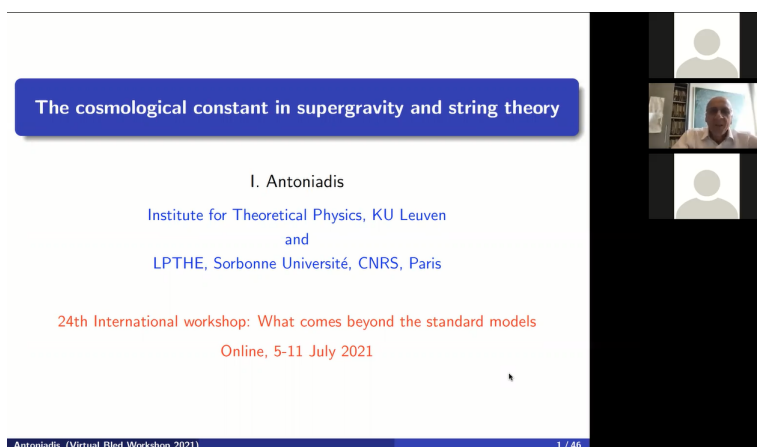 The cosmological constant in supergravity and string theory
I. Antoniadis
Institute for Theoretical Physics, KU Leuven
and
LPTHE, Sorbonne Université, CNRS, Paris
24th International workshop: What comes beyond the standard models
Online, 5-11 July 2021
Antoniadis (Virtual Bled Workshop 2021) 1 / 46